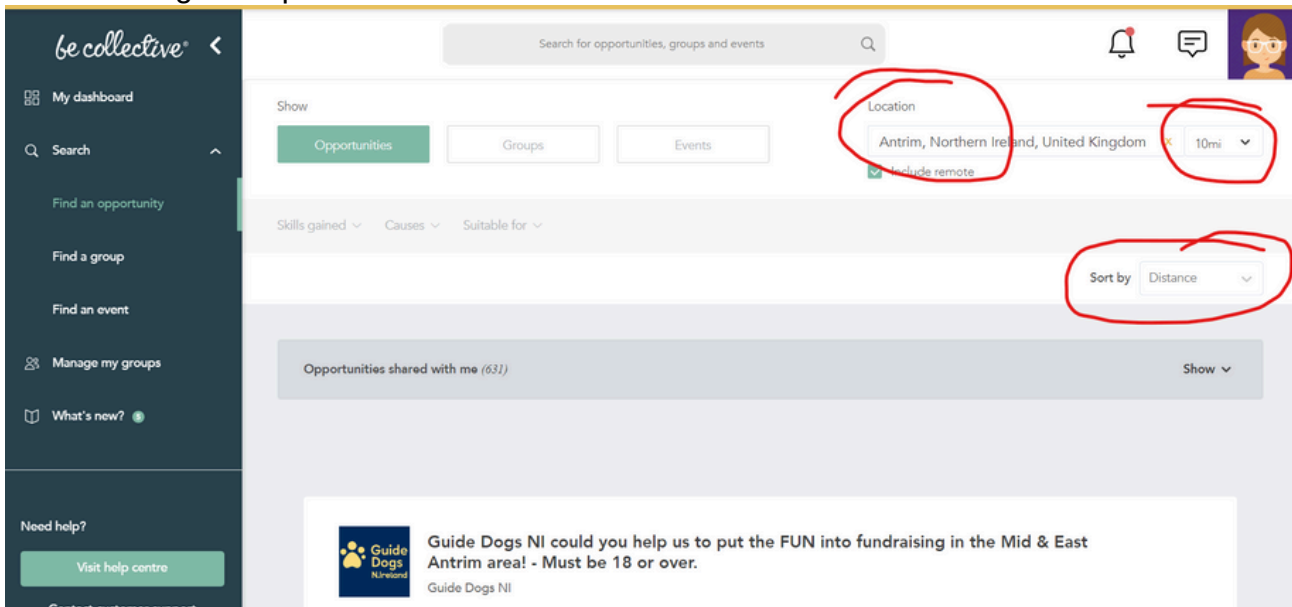 be collective®
Search for opportunities, groups and events
My dashboard
Search
Find an opportunity
Find a group
Find an event
Manage my groups
What's new?
Need help?
Visit help centre
Show
Opportunities
Groups
Events
Location
Antrim, Northern Ireland, United Kingdom x
10mi
Include remote
Skills gained
Causes
Suitable for
Sort by
Distance
Opportunities shared with me (631)
Show
Guide Dogs N.Ireland
Guide Dogs NI could you help us to put the FUN into fundraising in the Mid & East
Antrim area! - Must be 18 or over.
Guide Dogs NI